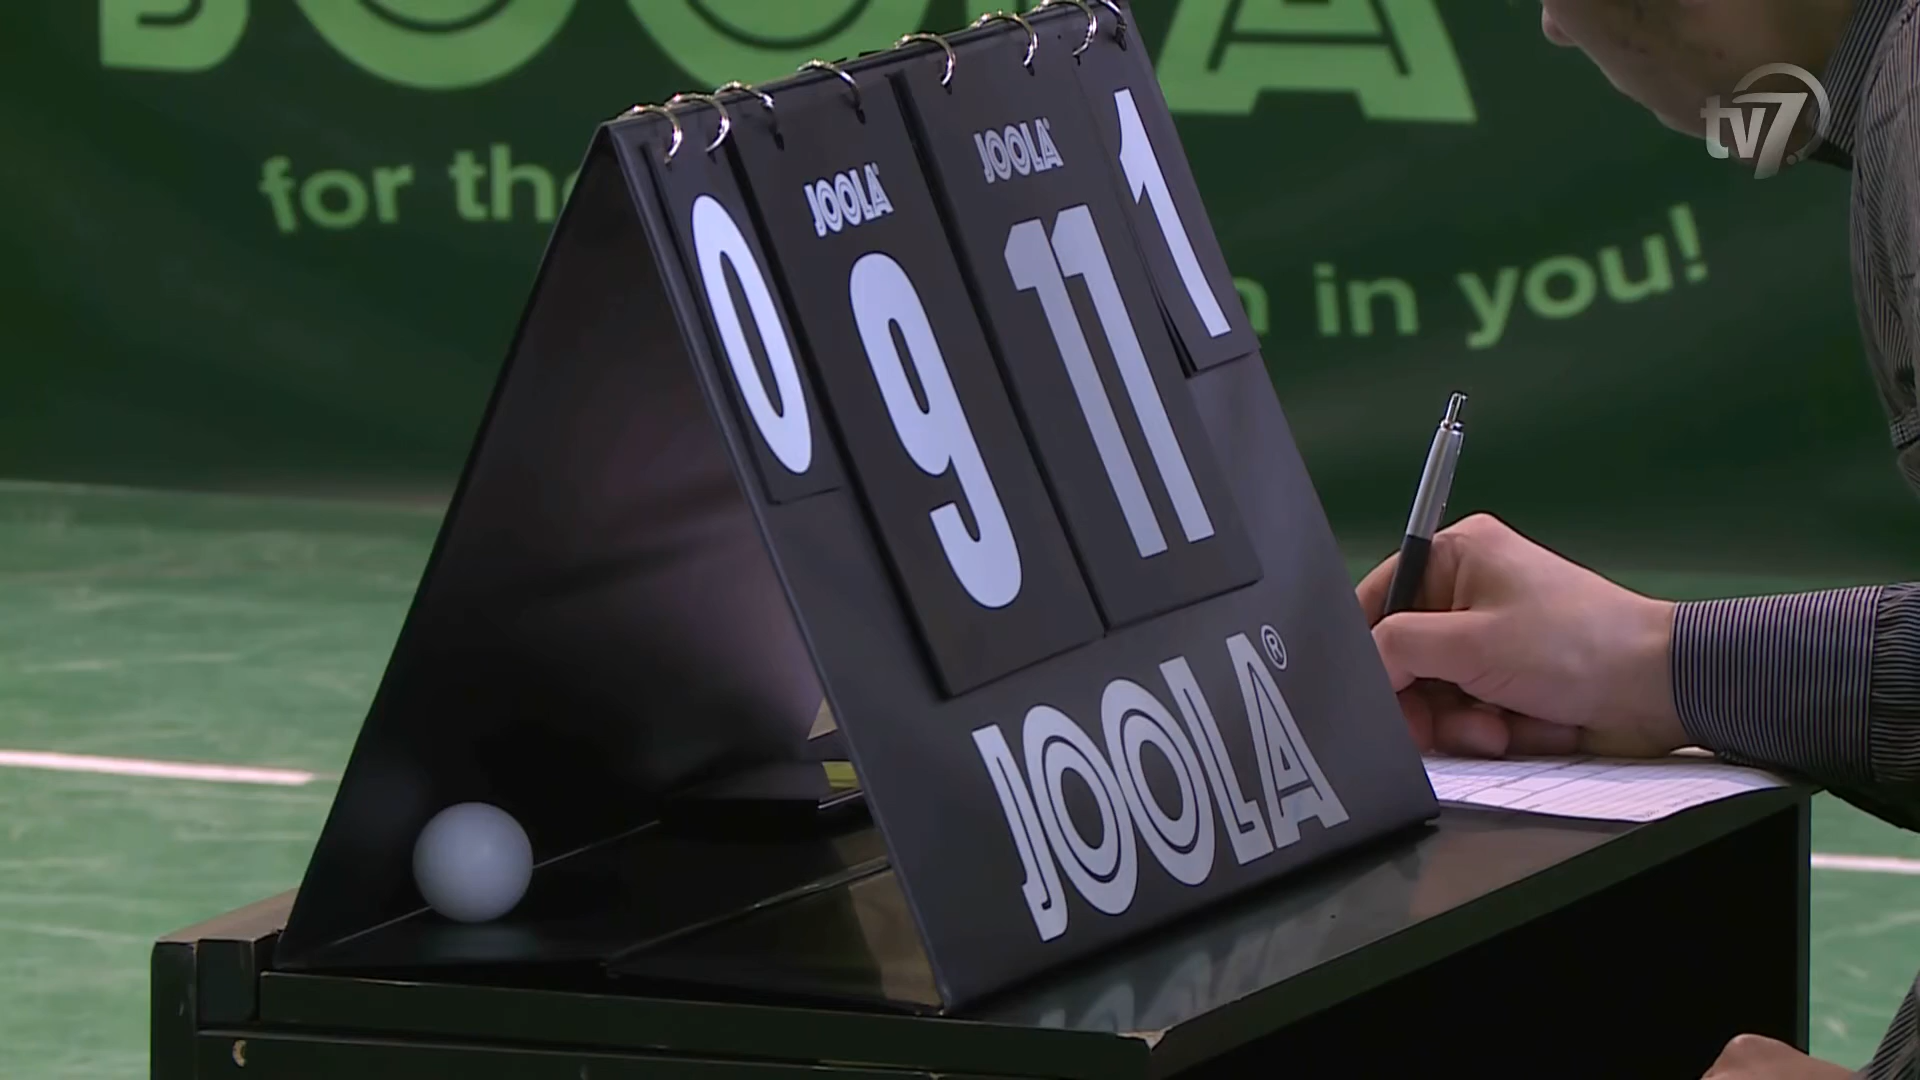 JOOLA
for the
n in you!
tv7
0 JOOLA 9 JOOLA 11 1
JOOLA®